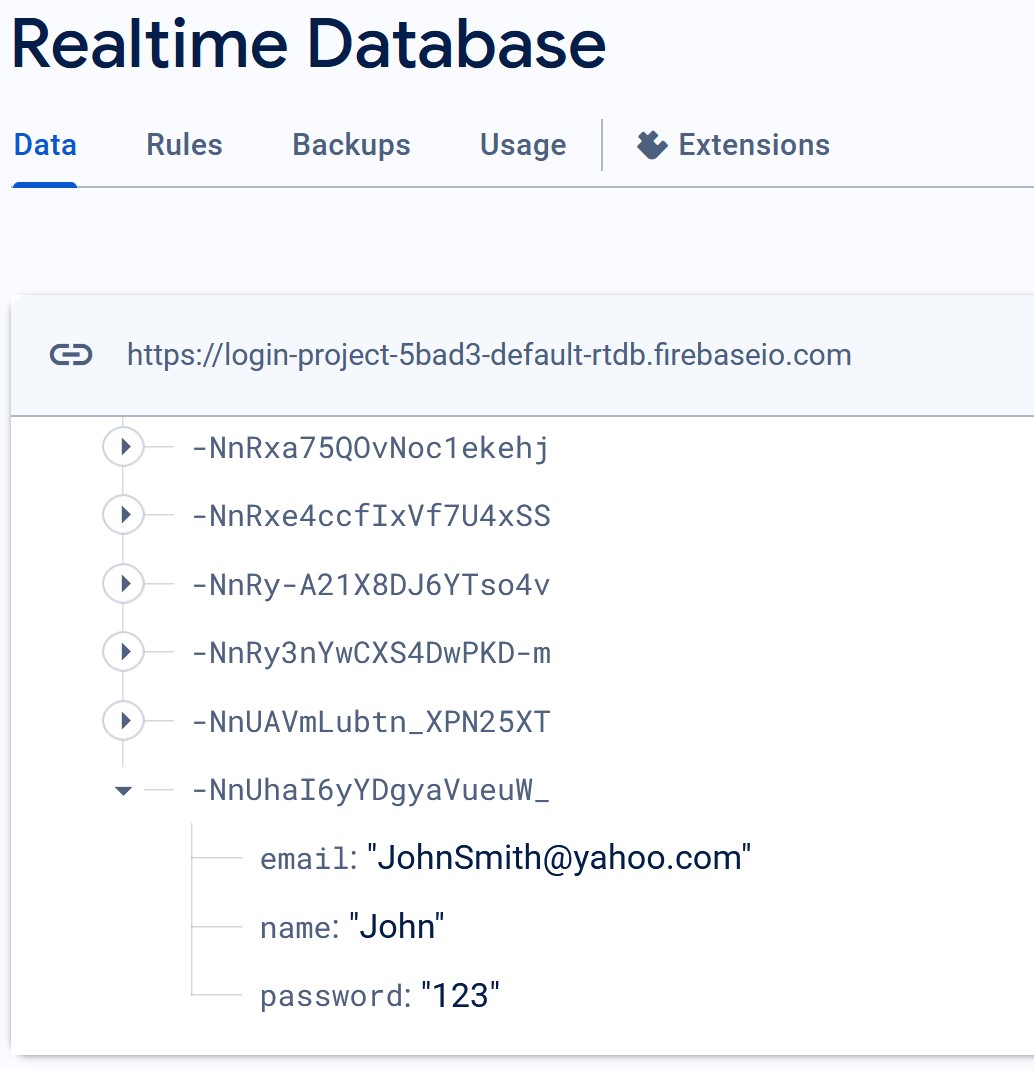 Realtime Database
Data Rules Backups Usage Extensions
https://login-project-5bad3-default-rtdb.firebaseio.com
-NnRxa75QOvNoc1ekehj
-NnRxe4ccfIxVf7U4xSS
-NnRy-A21X8DJ6YTso4v
-NnRy3nYwCXS4DwPKD-m
-NnUAVmLubtn_XPN25XT
-NnUhaI6yYDgyaVueuW_
email: "JohnSmith@yahoo.com"
name: "John"
password: "123"